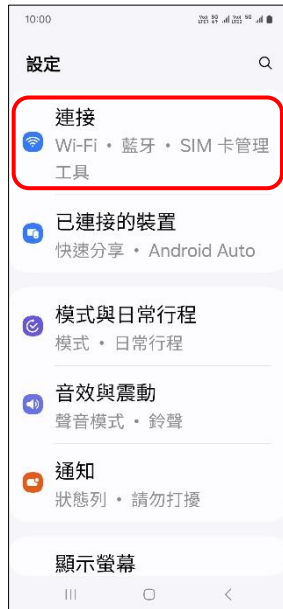 10:00
設定
連接
Wi-Fi • 藍牙 • SIM 卡管理
工具
已連接的裝置
快速分享 • Android Auto
模式與日常行程
模式 • 日常行程
音效與震動
聲音模式 • 鈴聲
通知
狀態列 • 請勿打擾
顯示螢幕